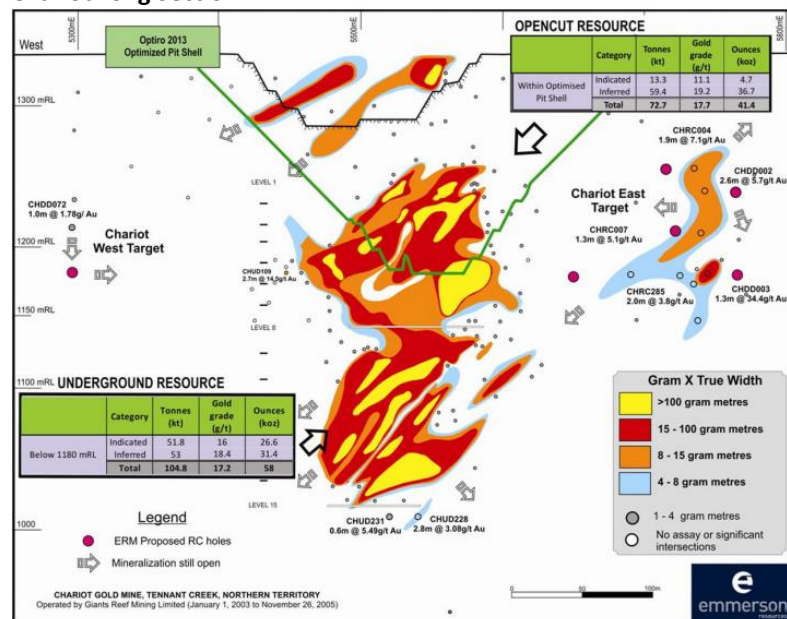 West
5300mE
5500mE
5600mE
Optiro 2013
Optimized Pit Shell
OPENCUT RESOURCE
Category Tonnes (kt) Gold grade (g/t) Ounces (koz)
Within Optimised Pit Shell
Indicated 13.3 11.1 4.7
Inferred 59.4 19.2 36.7
Total 72.7 17.7 41.4
1300 mRL
LEVEL 1
CHRC004
1.9m @ 7.1g/t Au
CHDD002
2.6m @ 5.7g/t Au
Chariot East
Target
CHDD072
1.0m @ 1.78g/ Au
Chariot
West Target
1200 mRL
CHRC007
1.3m @ 5.1g/t Au
CHUD109
2.7m @ 14.5g/t Au
CHRC285
2.0m @ 3.8g/t Au
CHDD003
1.3m @ 34.4g/t Au
1150 mRL
LEVEL 8
1100 mRL
UNDERGROUND RESOURCE
Category Tonnes (kt) Gold grade (g/t) Ounces (koz)
Below 1180 mRL
Indicated 51.8 16 26.6
Inferred 53 18.4 31.4
Total 104.8 17.2 58
Gram X True Width
>100 gram metres
15 - 100 gram metres
8 - 15 gram metres
4 - 8 gram metres
1 - 4 gram metres
No assay or significant
intersections
LEVEL 15
1000 mRL
CHUD231
0.6m @ 5.49g/t Au
CHUD228
2.8m @ 3.08g/t Au
Legend
ERM Proposed RC holes
Mineralization still open
CHARIOT GOLD MINE, TENNANT CREEK, NORTHERN TERRITORY
Operated by Giants Reef Mining Limited (January 1, 2003 to November 26, 2005)
0 50 100m
e
emmerson
resources